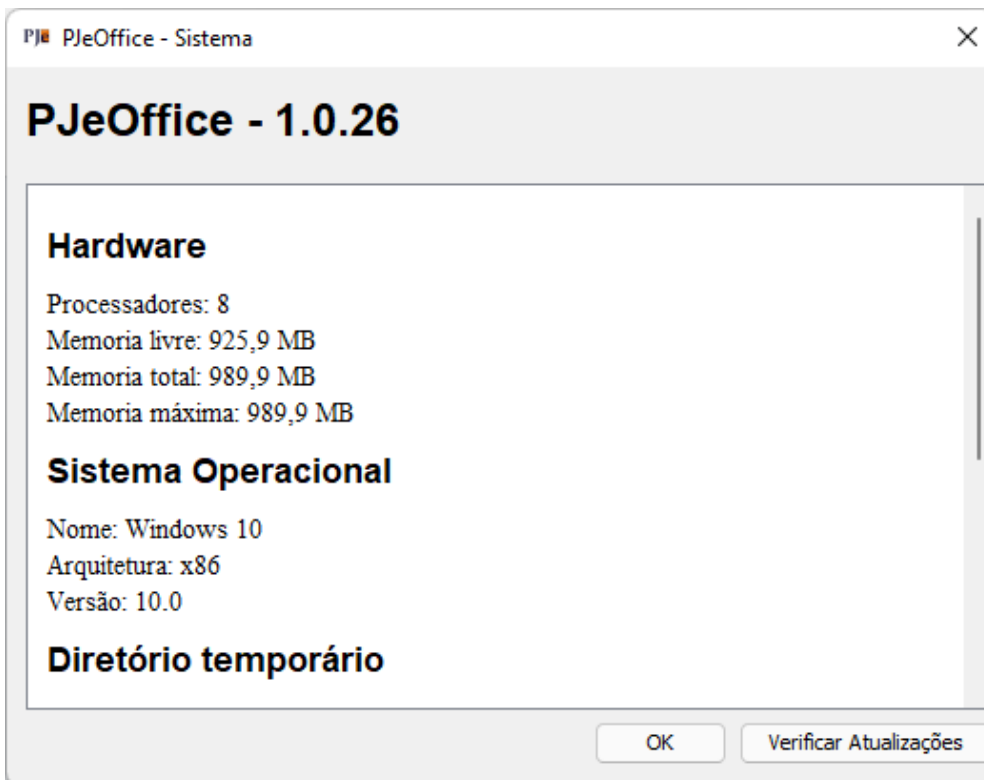 PJe PJeOffice - Sistema
PJeOffice - 1.0.26
Hardware
Processadores: 8
Memoria livre: 925,9 MB
Memoria total: 989,9 MB
Memoria máxima: 989,9 MB
Sistema Operacional
Nome: Windows 10
Arquitetura: x86
Versão: 10.0
Diretório temporário
OK
Verificar Atualizações